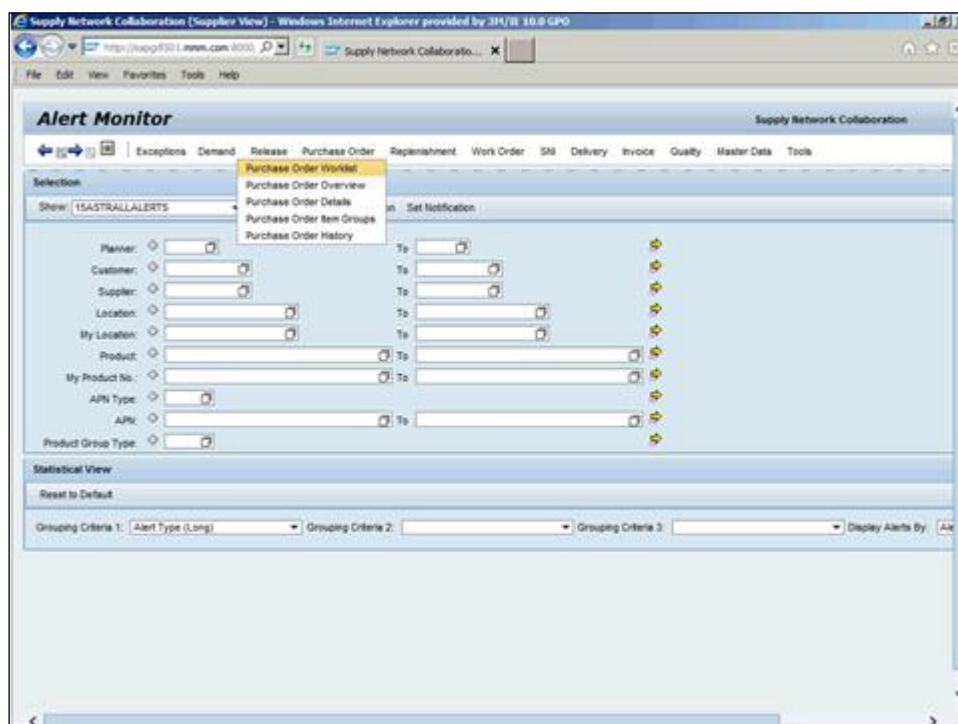 Supply Network Collaboration (Supplier View) - Windows Internet Explorer provided by 3M/IE 10.0 GPO
Supply Network Collaboratio...
File Edit View Favorites Tools Help
Alert Monitor
Supply Network Collaboration
Exceptions Demand Release Purchase Order Replenishment Work Order SNI Delivery Invoice Quality Master Data Tools
Purchase Order Worklist
Selection
Purchase Order Overview
Show: Purchase Order Details Set Notification
Purchase Order Item Groups
Purchase Order History
Planner: To
Customer: To
Supplier: To
Location: To
My Location: To
Product: To
My Product No.: To
APN Type:
APN: To
Product Group Type:
Statistical View
Reset to Default
Grouping Criteria 1: Alert Type (Long) Grouping Criteria 2: Grouping Criteria 3: Display Alerts By: Ale